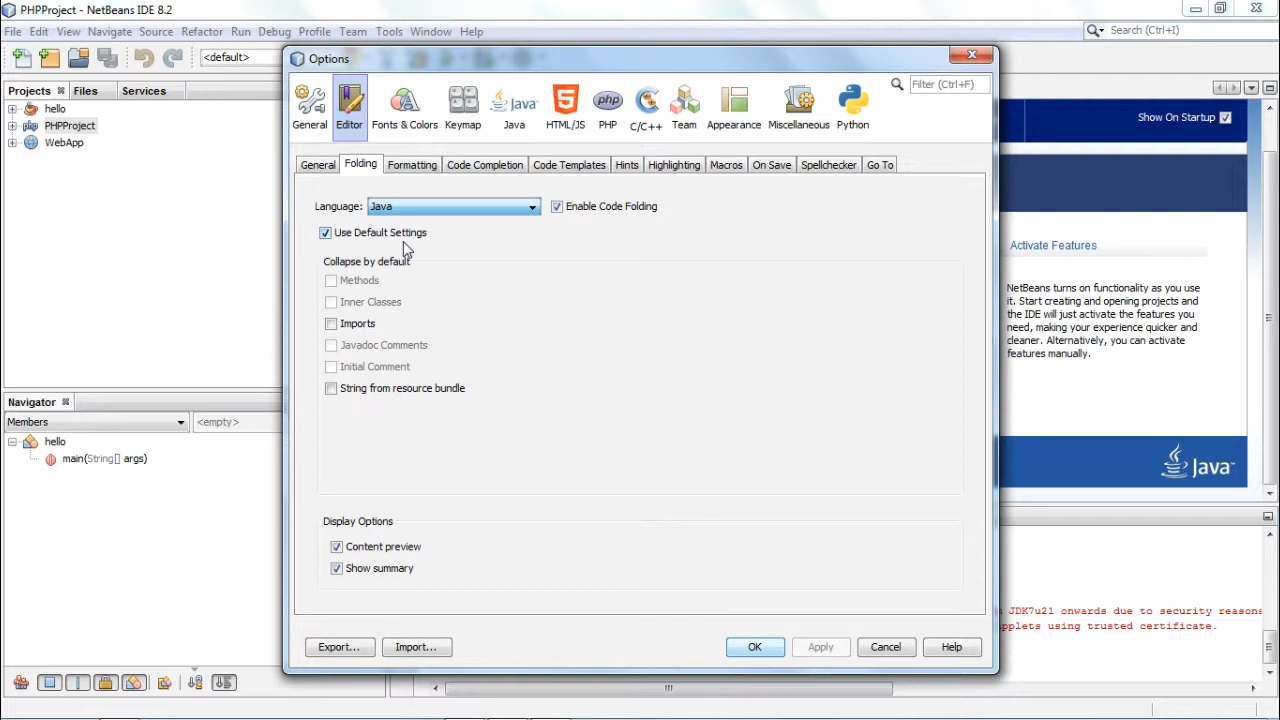 PHPProject - NetBeans IDE 8.2
File Edit View Navigate Source Refactor Run Debug Profile Team Tools Window Help
Search (Ctrl+I)
<default>
Projects Files Services
hello
PHPProject
WebApp
Navigator
Members <empty>
hello
main(String[] args)
Options
Filter (Ctrl+F)
General Editor Fonts & Colors Keymap Java HTML/JS PHP C/C++ Team Appearance Miscellaneous Python
General Folding Formatting Code Completion Code Templates Hints Highlighting Macros On Save Spellchecker Go To
Language: Java Enable Code Folding
Use Default Settings
Collapse by default
Methods
Inner Classes
Imports
Javadoc Comments
Initial Comment
String from resource bundle
Display Options
Content preview
Show summary
Export... Import... OK Apply Cancel Help
Show On Startup
Activate Features
NetBeans turns on functionality as you use
it. Start creating and opening projects and
the IDE will just activate the features you
need, making your experience quicker and
cleaner. Alternatively, you can activate
features manually.
Java
JDK7u21 onwards due to security reasons
applets using trusted certificate.